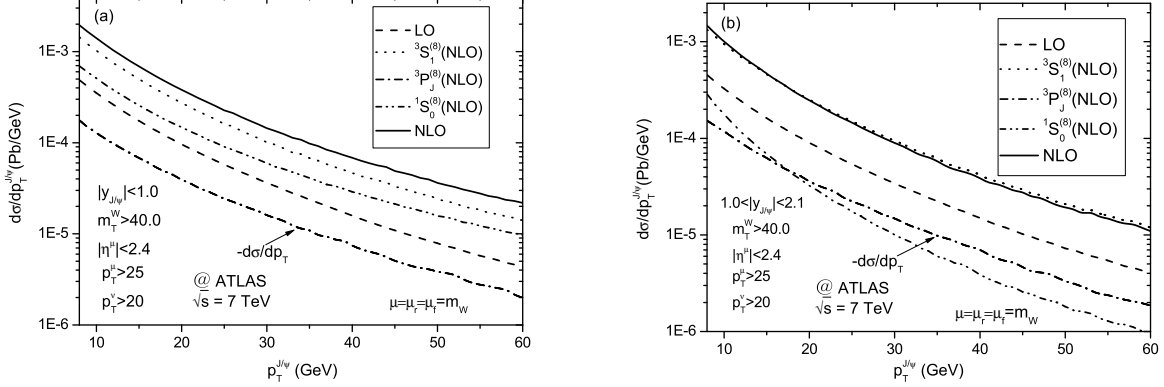 (a)
LO
³S₁⁽⁸⁾(NLO)
³P_J⁽⁸⁾(NLO)
¹S₀⁽⁸⁾(NLO)
NLO
1E-3
1E-4
1E-5
1E-6
dσ/dp_T^{J/ψ}(Pb/GeV)
|y_{J/ψ}|<1.0
m_T^W>40.0
|η^μ|<2.4
p_T^μ>25
p_T^ν>20
-dσ/dp_T
@ ATLAS
√s = 7 TeV
μ=μ_r=μ_f=m_W
10 20 30 40 50 60
p_T^{J/ψ} (GeV)
(b)
LO
³S₁⁽⁸⁾(NLO)
³P_J⁽⁸⁾(NLO)
¹S₀⁽⁸⁾(NLO)
NLO
1E-3
1E-4
1E-5
1E-6
dσ/dp_T^{J/ψ}(Pb/GeV)
1.0<|y_{J/ψ}|<2.1
m_T^W>40.0
|η^μ|<2.4
p_T^μ>25
p_T^ν>20
-dσ/dp_T
@ ATLAS
√s = 7 TeV
μ=μ_r=μ_f=m_W
10 15 20 25 30 35 40 45 50 55 60
p_T^{J/ψ} (GeV)